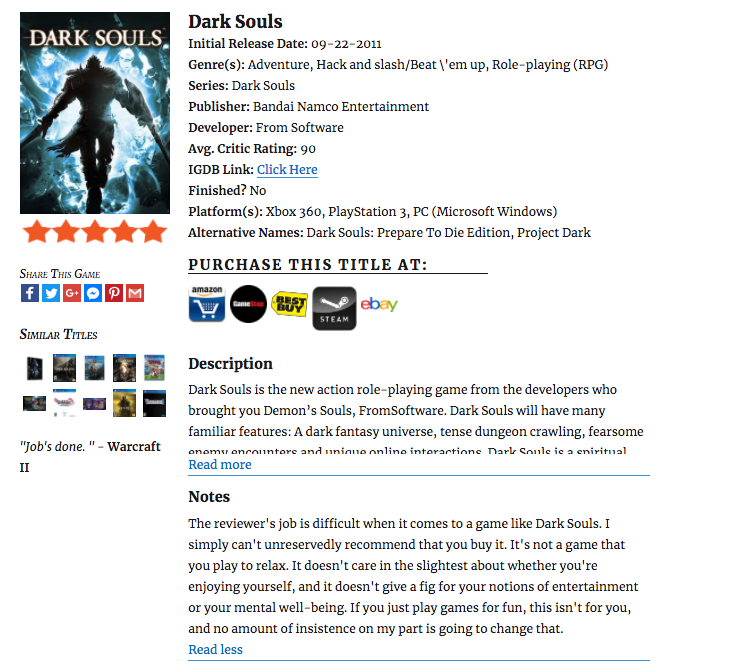 DARK SOULS
Dark Souls
Initial Release Date: 09-22-2011
Genre(s): Adventure, Hack and slash/Beat \'em up, Role-playing (RPG)
Series: Dark Souls
Publisher: Bandai Namco Entertainment
Developer: From Software
Avg. Critic Rating: 90
IGDB Link: Click Here
Finished? No
Platform(s): Xbox 360, PlayStation 3, PC (Microsoft Windows)
Alternative Names: Dark Souls: Prepare To Die Edition, Project Dark
Share This Game
Similar Titles
"Job's done. " - Warcraft
II
PURCHASE THIS TITLE AT:
amazon
GameStop
BEST BUY
STEAM
ebay
Description
Dark Souls is the new action role-playing game from the developers who
brought you Demon's Souls, FromSoftware. Dark Souls will have many
familiar features: A dark fantasy universe, tense dungeon crawling, fearsome
enemy encounters and unique online interactions. Dark Souls is a spiritual
Read more
Notes
The reviewer's job is difficult when it comes to a game like Dark Souls. I
simply can't unreservedly recommend that you buy it. It's not a game that
you play to relax. It doesn't care in the slightest about whether you're
enjoying yourself, and it doesn't give a fig for your notions of entertainment
or your mental well-being. If you just play games for fun, this isn't for you,
and no amount of insistence on my part is going to change that.
Read less